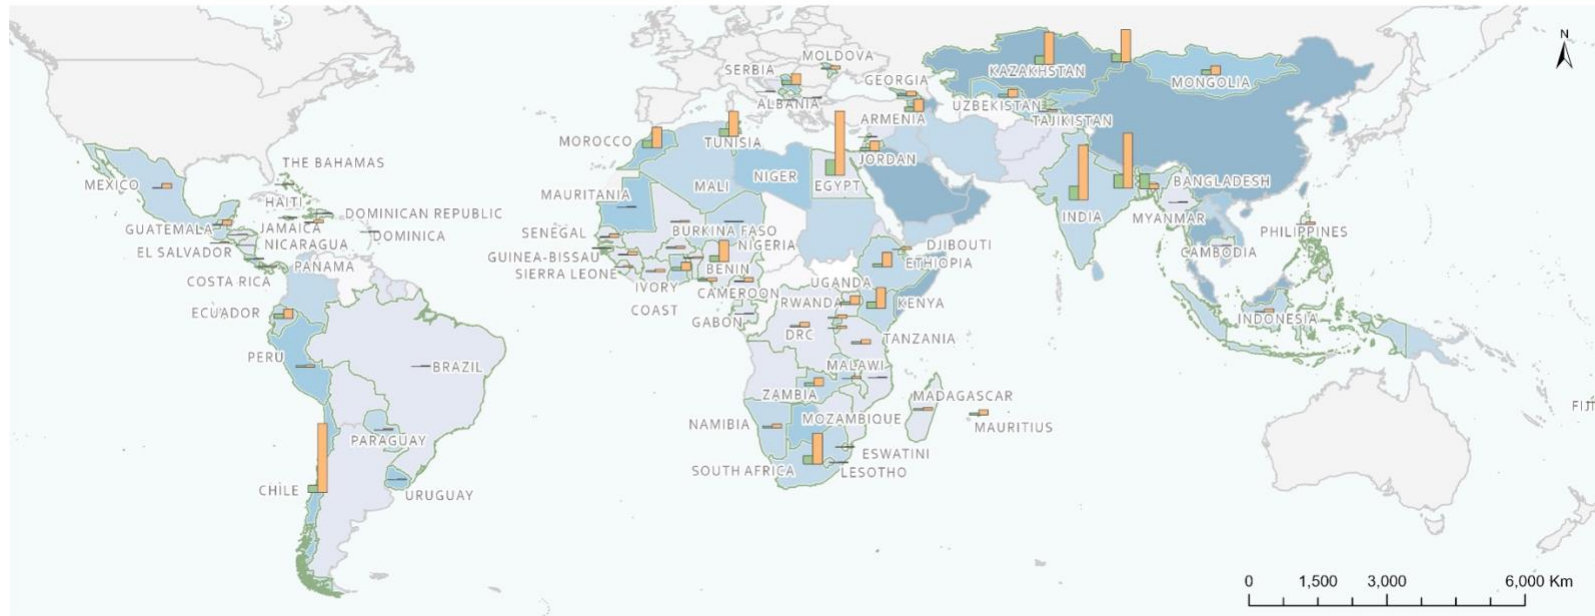 N
MOLDOVA
SERBIA
GEORGIA
KAZAKHSTAN
MONGOLIA
ALBANIA
UZBEKISTAN
ARMENIA
TAJIKISTAN
MOROCCO
TUNISIA
JORDAN
THE BAHAMAS
MEXICO
MALI
NIGER
EGYPT
BANGLADESH
MAURITANIA
HAITI
DOMINICAN REPUBLIC
INDIA
MYANMAR
GUATEMALA
JAMAICA
SENEGAL
BURKINA FASO
PHILIPPINES
DOMINICA
NICARAGUA
NIGERIA
DJIBOUTI
EL SALVADOR
GUINEA-BISSAU
CAMBODIA
ETHIOPIA
PANAMA
BENIN
SIERRA LEONE
COSTA RICA
IVORY
COAST
CAMEROON
UGANDA
RWANDA
KENYA
ECUADOR
GABON
INDONESIA
DRC
TANZANIA
PERU
BRAZIL
MALAWI
ZAMBIA
MADAGASCAR
FIJI
MOZAMBIQUE
NAMIBIA
MAURITIUS
PARAGUAY
ESWATINI
SOUTH AFRICA
LESOTHO
CHILE
URUGUAY
0 1,500 3,000 6,000 Km